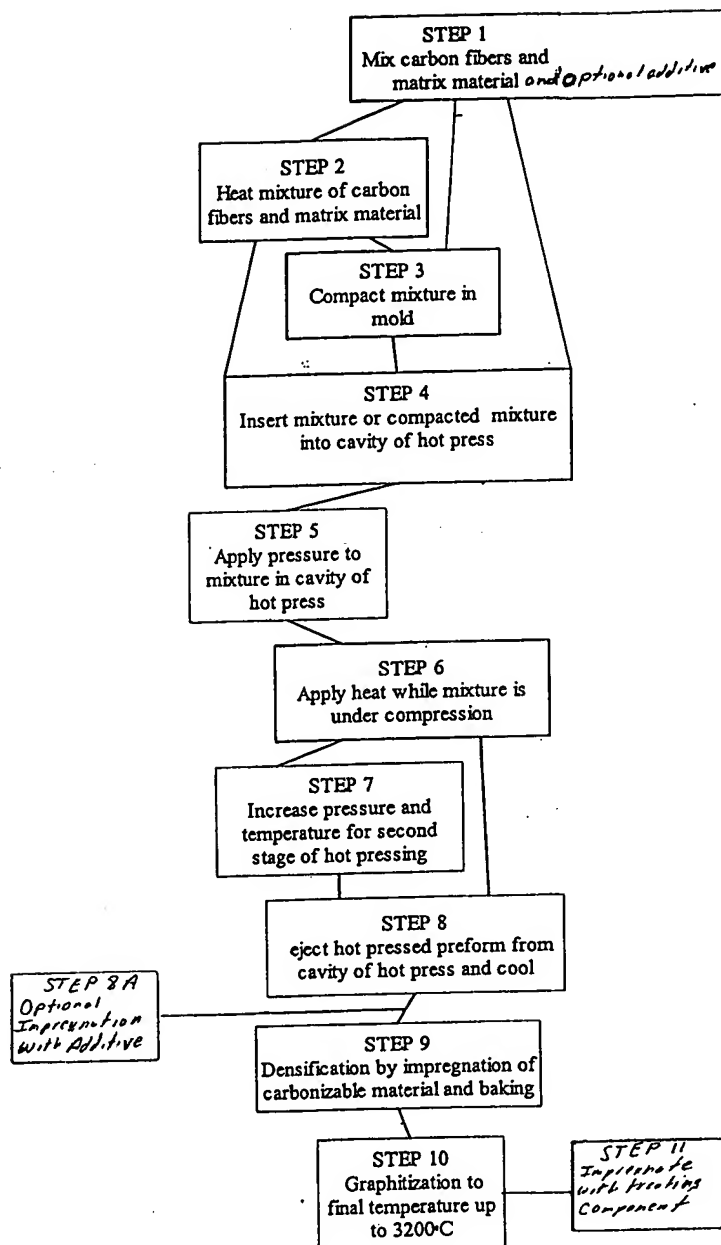 STEP 1
Mix carbon fibers and
matrix material and optional additive
STEP 2
Heat mixture of carbon
fibers and matrix material
STEP 3
Compact mixture in
mold
STEP 4
Insert mixture or compacted mixture
into cavity of hot press
STEP 5
Apply pressure to
mixture in cavity of
hot press
STEP 6
Apply heat while mixture is
under compression
STEP 7
Increase pressure and
temperature for second
stage of hot pressing
STEP 8
eject hot pressed preform from
cavity of hot press and cool
STEP 8A
Optional
Impregnation
with Additive
STEP 9
Densification by impregnation of
carbonizable material and baking
STEP 10
Graphitization to
final temperature up
to 3200°C
STEP 11
Impregnate
with treating
Component